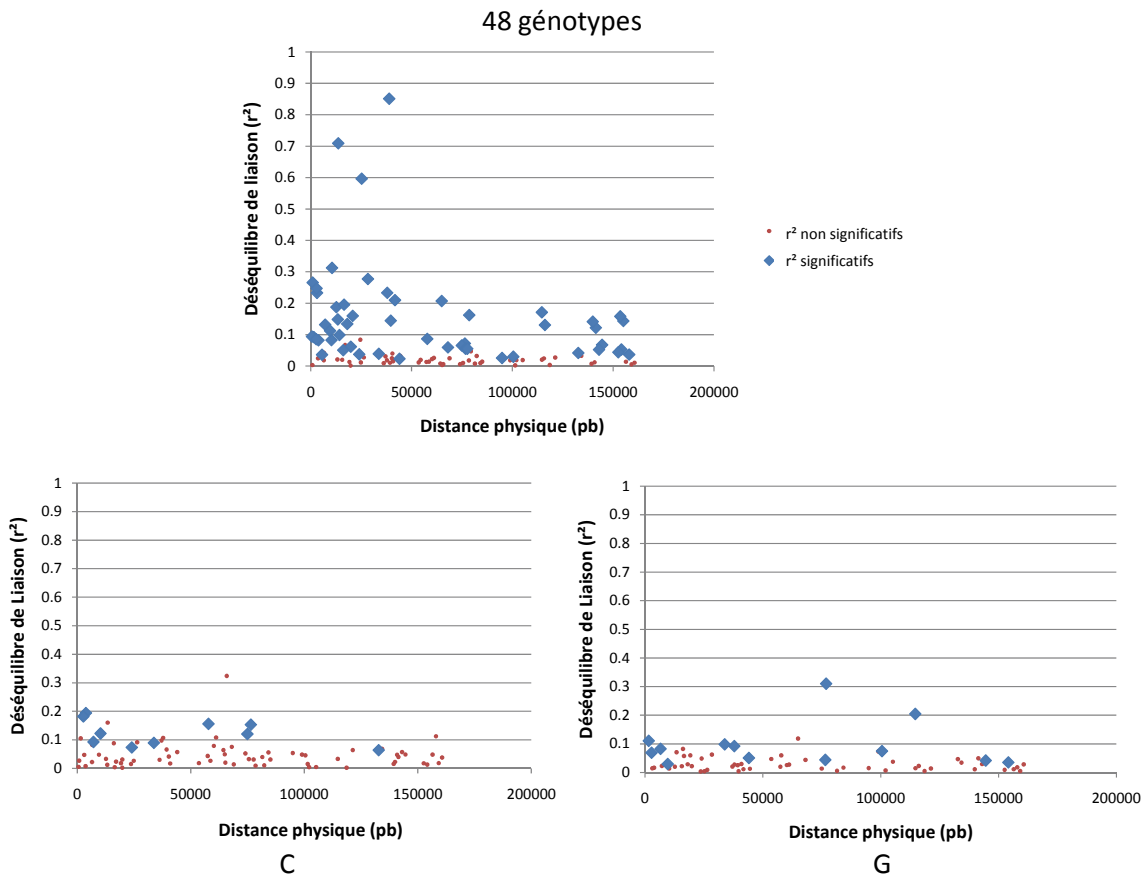 48 génotypes
1
0.9
0.8
0.7
0.6
0.5
0.4
0.3
0.2
0.1
0
Déséquilibre de liaison (r²)
0 50000 100000 150000 200000
Distance physique (pb)
r² non significatifs
r² significatifs
1
0.9
0.8
0.7
0.6
0.5
0.4
0.3
0.2
0.1
0
Déséquilibre de Liaison (r²)
0 50000 100000 150000 200000
Distance physique (pb)
C
1
0.9
0.8
0.7
0.6
0.5
0.4
0.3
0.2
0.1
0
Déséquilibre de Liaison (r²)
0 50000 100000 150000 200000
Distance physique (pb)
G